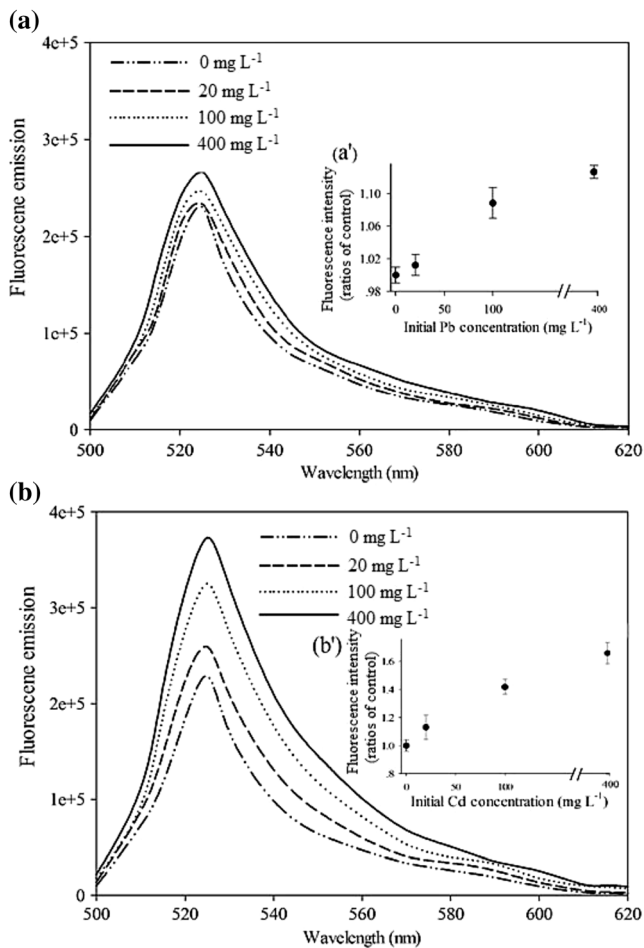 (a)
4e+5
3e+5
2e+5
1e+5
0
Fluorescene emission
0 mg L-1
20 mg L-1
100 mg L-1
400 mg L-1
(a')
Fluorescence intensity
(ratios of control)
1.10
1.06
1.02
.98
0
50
100
400
Initial Pb concentration (mg L-1)
500
520
540
560
580
600
620
Wavelength (nm)
(b)
4e+5
3e+5
2e+5
1e+5
0
Fluorescene emission
0 mg L-1
20 mg L-1
100 mg L-1
400 mg L-1
(b')
Fluorescence intensity
(ratios of control)
1.6
1.4
1.2
1.0
.8
0
50
100
400
Initial Cd concentration (mg L-1)
500
520
540
560
580
600
620
Wavelength (nm)